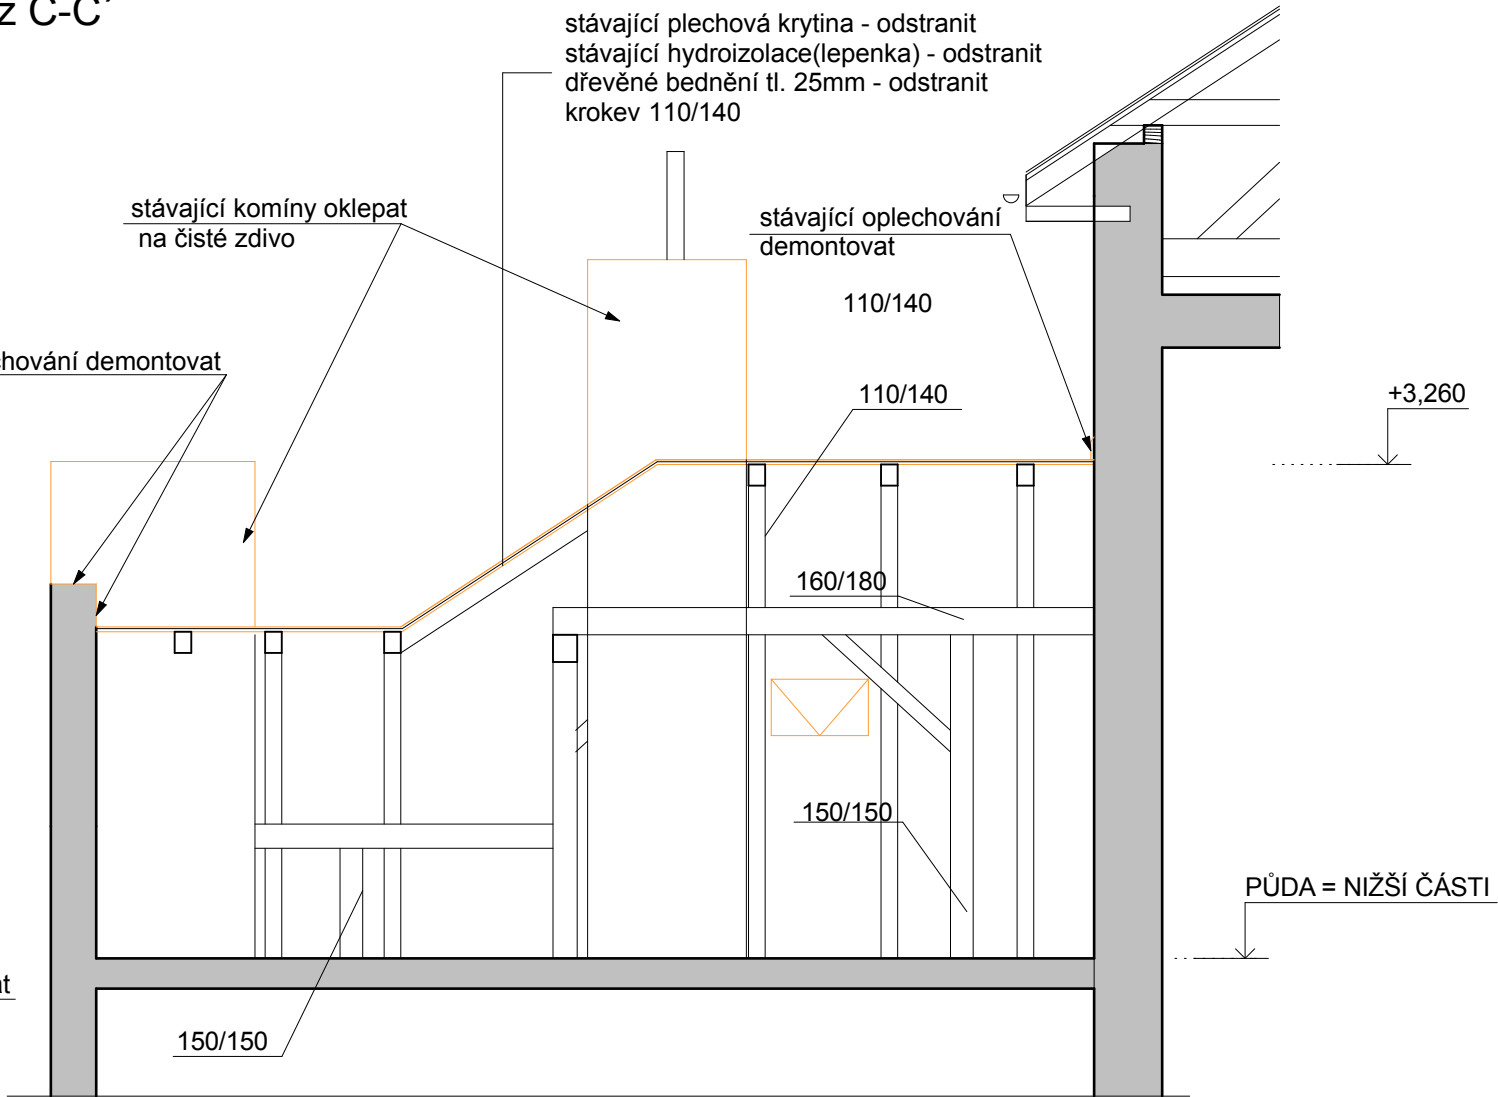 z C-C'
stávající plechová krytina - odstranit
stávající hydroizolace(lepenka) - odstranit
dřevěné bednění tl. 25mm - odstranit
krokev 110/140
stávající komíny oklepat
na čisté zdivo
stávající oplechování
demontovat
110/140
chování demontovat
110/140
+3,260
160/180
150/150
PŮDA = NIŽŠÍ ČÁSTI
at
150/150